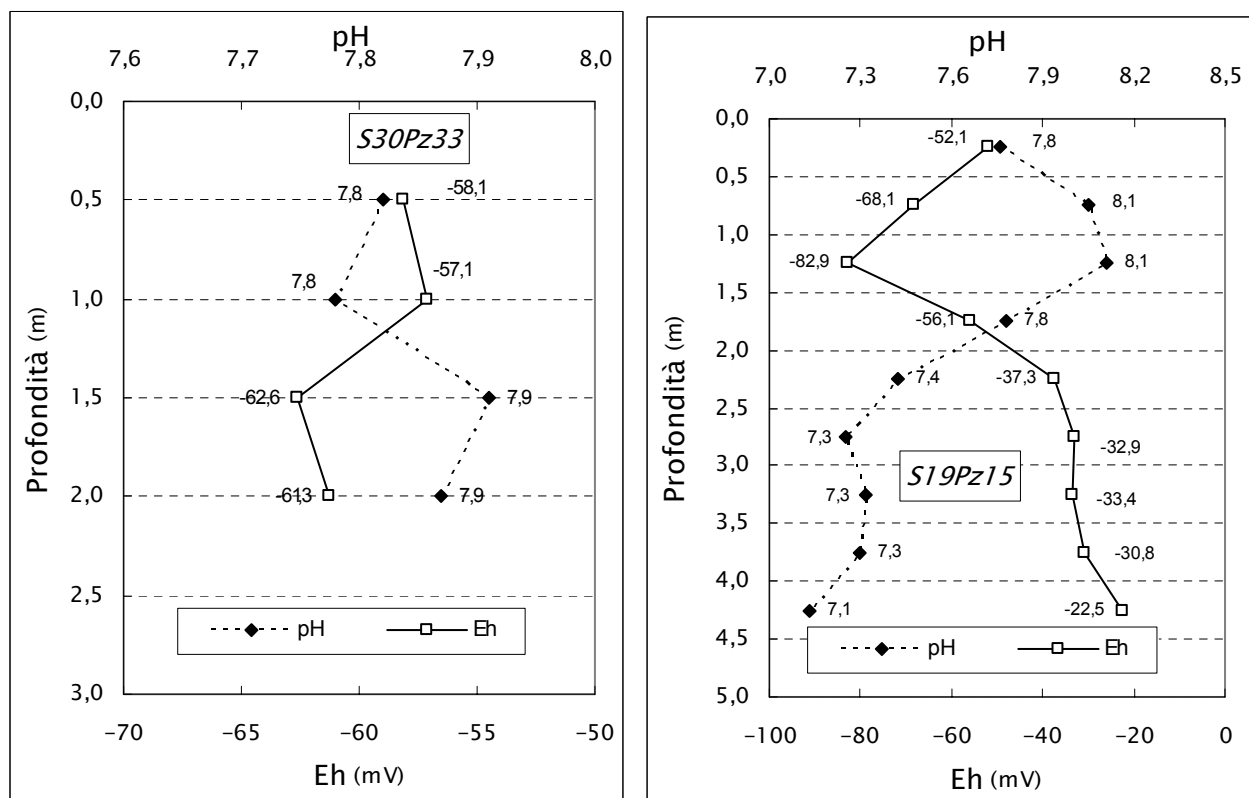 pH
7,6 7,7 7,8 7,9 8,0
0,0
S30Pz33
0,5
7,8
-58,1
-57,1
7,8
1,0
1,5
-62,6
7,9
2,0
-61,3
7,9
2,5
pH Eh
3,0
-70 -65 -60 -55 -50
Eh (mV)
Profondità (m)
pH
7,0 7,3 7,6 7,9 8,2 8,5
0,0
-52,1 7,8
0,5
-68,1 8,1
1,0
-82,9 8,1
1,5
-56,1 7,8
2,0
7,4 -37,3
2,5
7,3 -32,9
S19Pz15
3,0
7,3 -33,4
3,5
7,3 -30,8
4,0
7,1 -22,5
4,5
pH Eh
5,0
-100 -80 -60 -40 -20 0
Eh (mV)
Profondità (m)